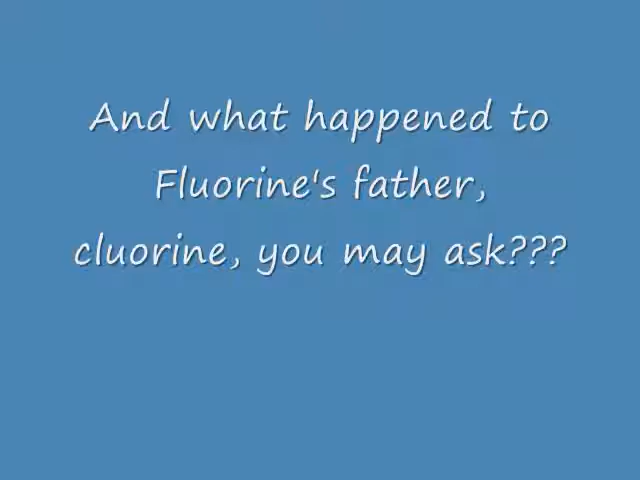 And what happened to
Fluorine's father,
cluorine, you may ask???